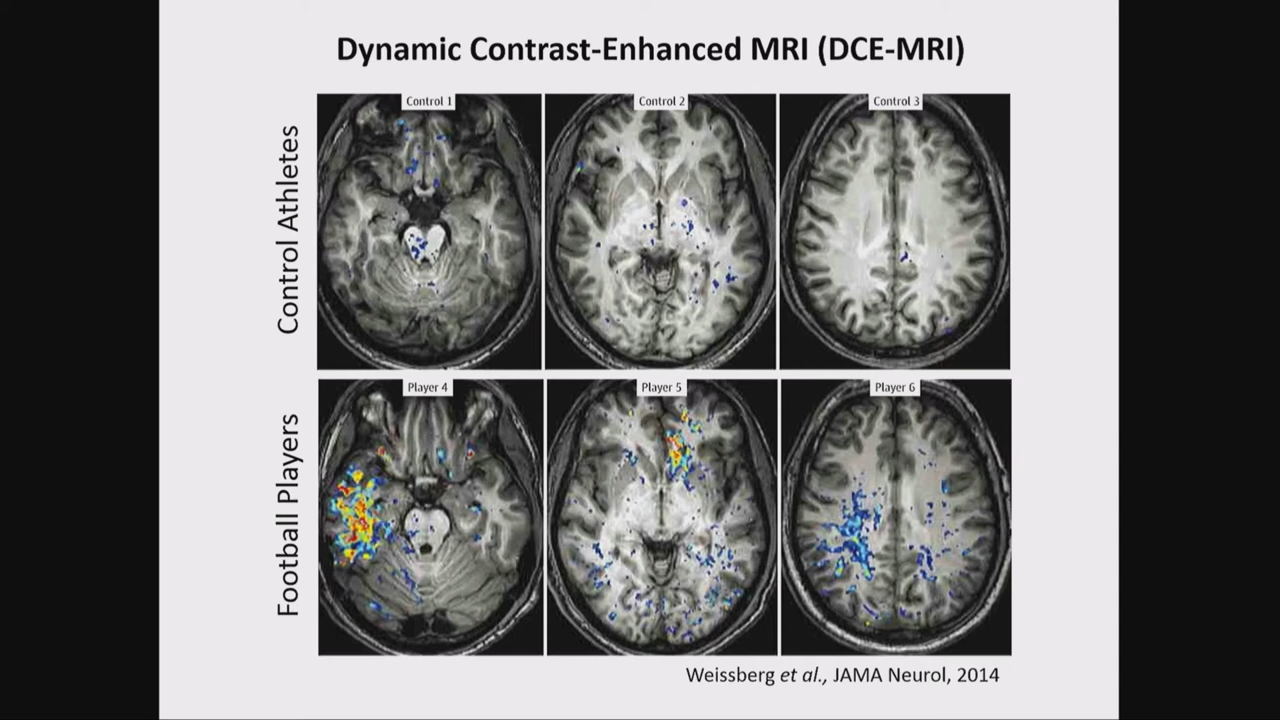 Dynamic Contrast-Enhanced MRI (DCE-MRI)
Control Athletes
Control 1
Control 2
Control 3
Football Players
Player 4
Player 5
Player 6
Weissberg et al., JAMA Neurol, 2014